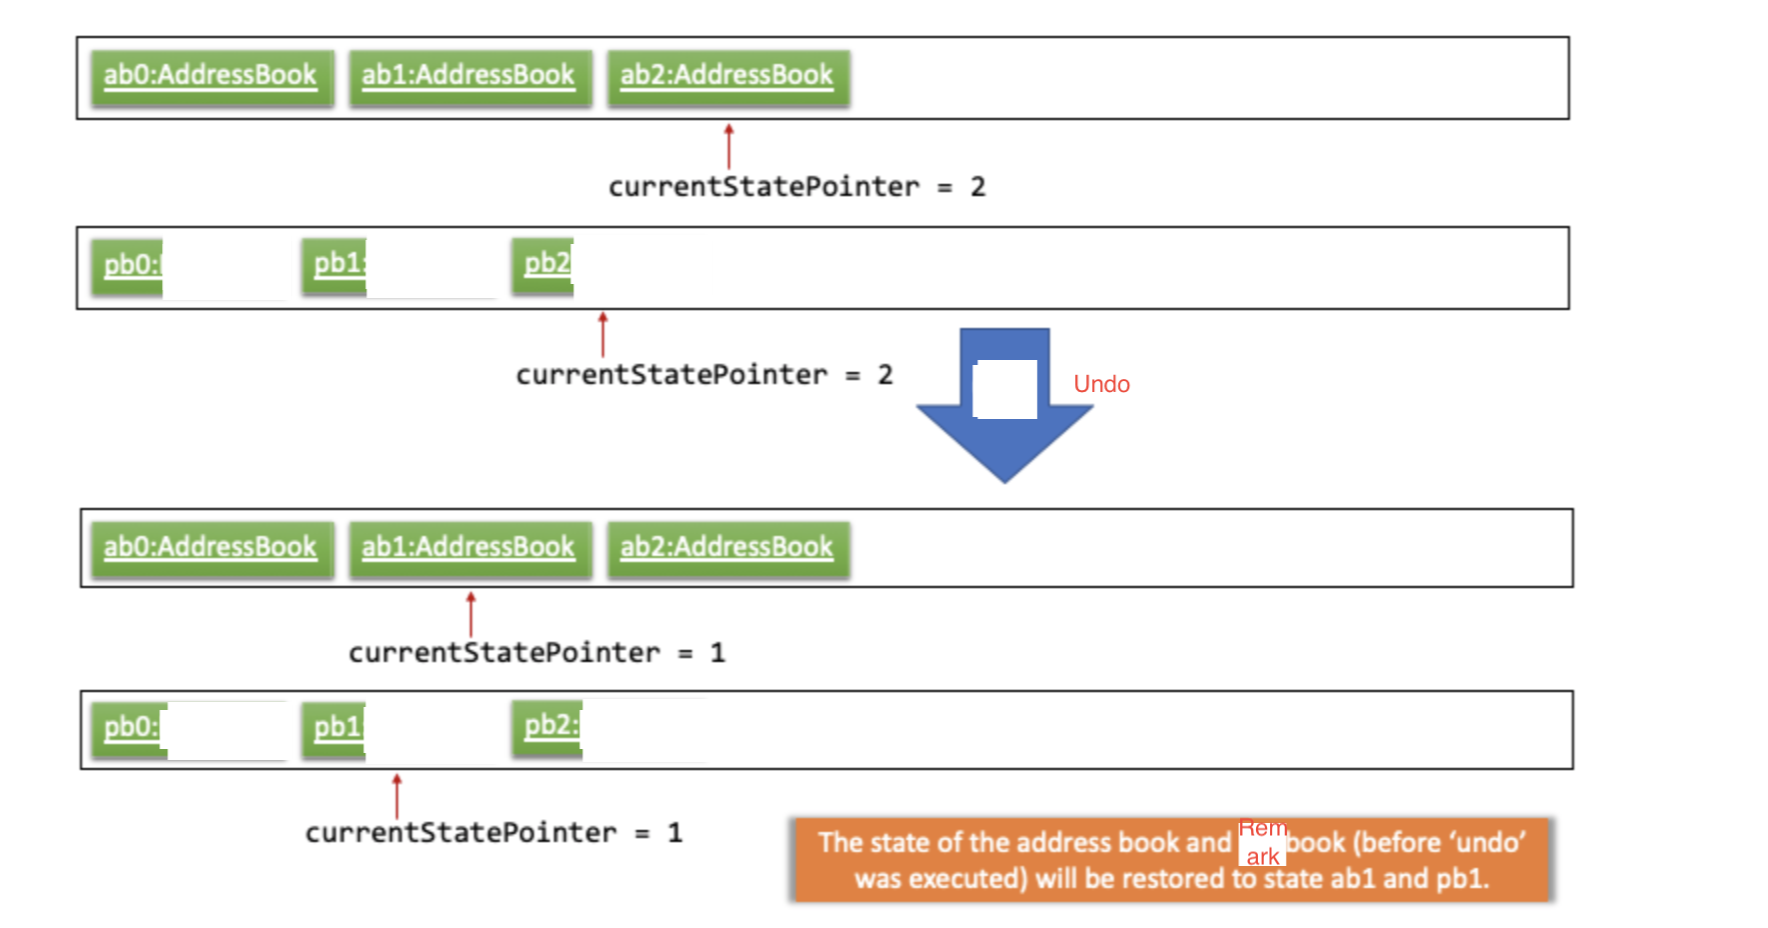 ab0:AddressBook ab1:AddressBook ab2:AddressBook
currentStatePointer = 2
pb0: pb1: pb2
currentStatePointer = 2
Undo
ab0:AddressBook ab1:AddressBook ab2:AddressBook
currentStatePointer = 1
pb0: pb1 pb2:
currentStatePointer = 1
The state of the address book and Rem
ark book (before ‘undo’
was executed) will be restored to state ab1 and pb1.